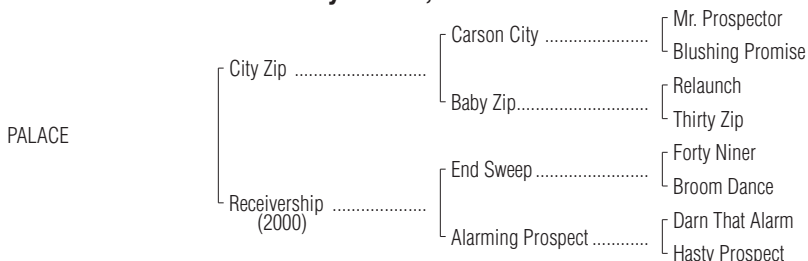 Mr. Prospector
Carson City ......................
Blushing Promise
City Zip ............................
Relaunch
Baby Zip............................
Thirty Zip
PALACE
Forty Niner
End Sweep ........................
Broom Dance
Receivership ....................
(2000)
Darn That Alarm
Alarming Prospect ............
Hasty Prospect